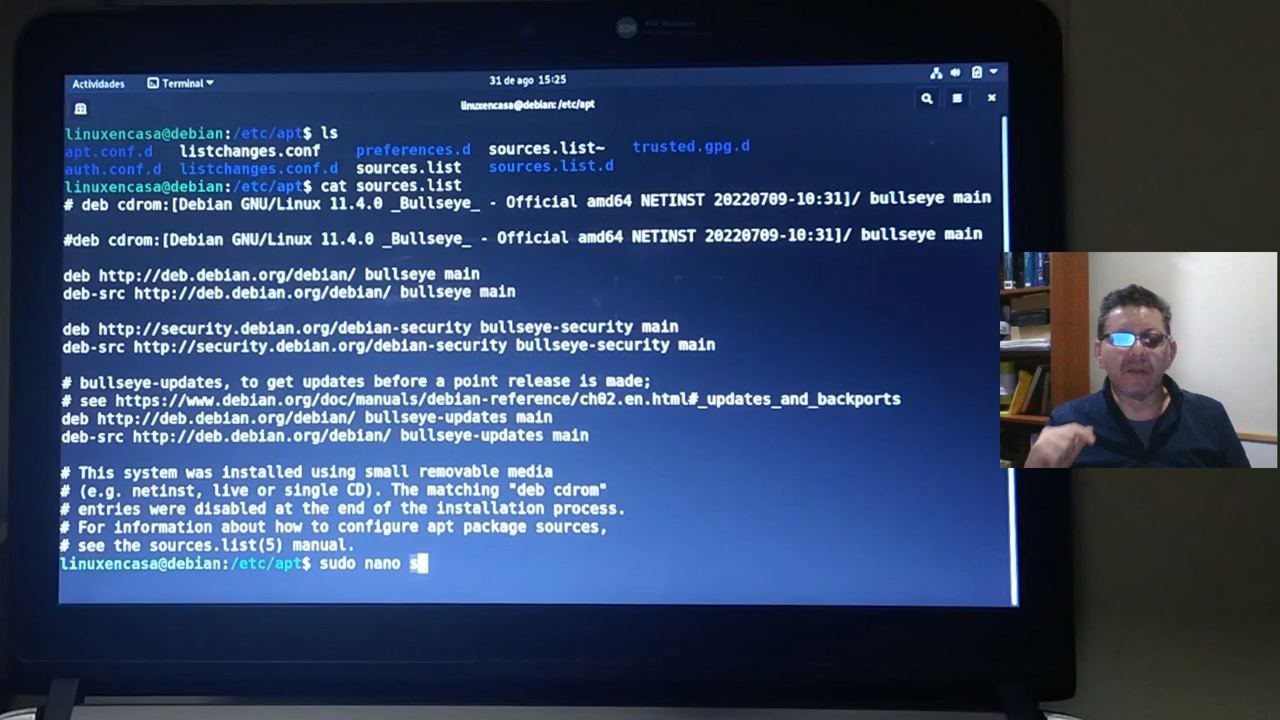 Actividades Terminal 31 de ago 15:25
linuxencasa@debian: /etc/apt
linuxencasa@debian:/etc/apt$ ls
apt.conf.d listchanges.conf preferences.d sources.list~ trusted.gpg.d
auth.conf.d listchanges.conf.d sources.list sources.list.d
linuxencasa@debian:/etc/apt$ cat sources.list
# deb cdrom:[Debian GNU/Linux 11.4.0 _Bullseye_ - Official amd64 NETINST 20220709-10:31]/ bullseye main
#deb cdrom:[Debian GNU/Linux 11.4.0 _Bullseye_ - Official amd64 NETINST 20220709-10:31]/ bullseye main
deb http://deb.debian.org/debian/ bullseye main
deb-src http://deb.debian.org/debian/ bullseye main
deb http://security.debian.org/debian-security bullseye-security main
deb-src http://security.debian.org/debian-security bullseye-security main
# bullseye-updates, to get updates before a point release is made;
# see https://www.debian.org/doc/manuals/debian-reference/ch02.en.html#_updates_and_backports
deb http://deb.debian.org/debian/ bullseye-updates main
deb-src http://deb.debian.org/debian/ bullseye-updates main
# This system was installed using small removable media
# (e.g. netinst, live or single CD). The matching "deb cdrom"
# entries were disabled at the end of the installation process.
# For information about how to configure apt package sources,
# see the sources.list(5) manual.
linuxencasa@debian:/etc/apt$ sudo nano s